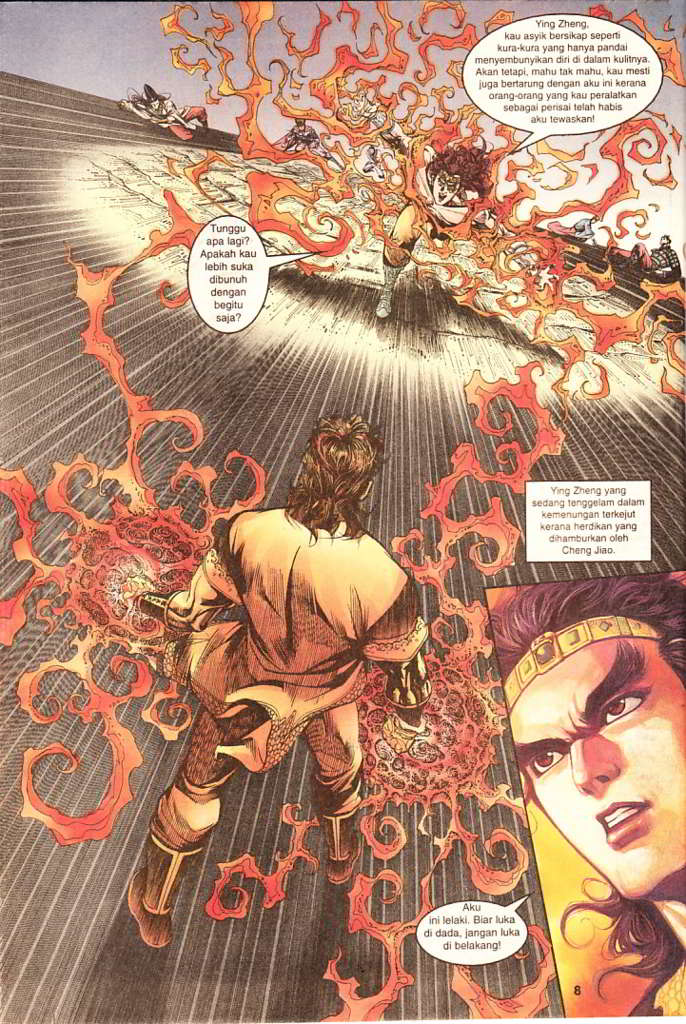 Ying Zheng,
kau asyik bersikap seperti
kura-kura yang hanya pandai
menyembunyikan diri di dalam kulitnya.
Akan tetapi, mahu tak mahu, kau mesti
juga bertarung dengan aku ini kerana
orang-orang yang kau peralatkan
sebagai perisai telah habis
aku tewaskan!
Tunggu
apa lagi?
Apakah kau
lebih suka
dibunuh
dengan
begitu
saja?
Ying Zheng yang
sedang tenggelam dalam
kemenungan terkejut
kerana herdikan yang
dihamburkan oleh
Cheng Jiao.
Aku
ini lelaki. Biar luka
di dada, jangan luka
di belakang!
8